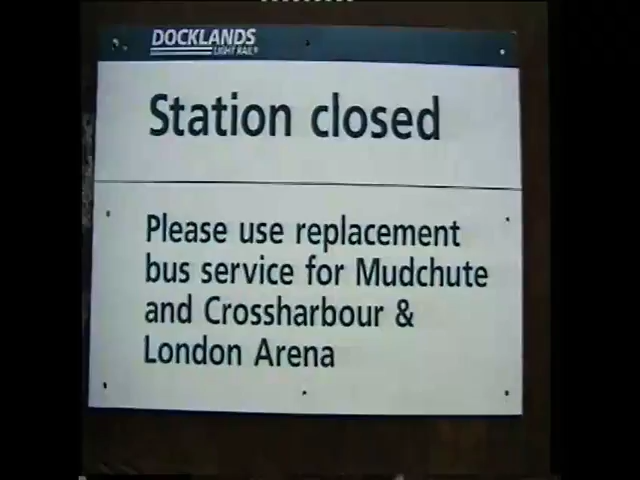 DOCKLANDS
LIGHT RAIL
Station closed
Please use replacement
bus service for Mudchute
and Crossharbour &
London Arena